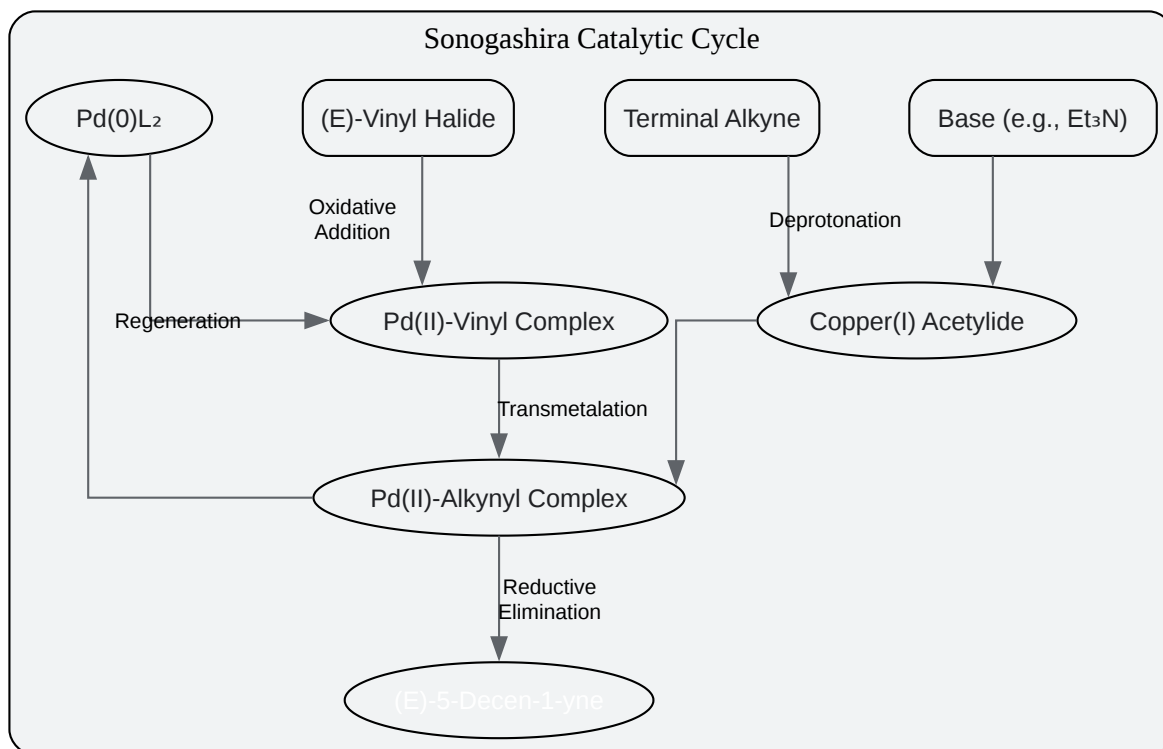 Sonogashira Catalytic Cycle
Pd(0)L₂
(E)-Vinyl Halide
Terminal Alkyne
Base (e.g., Et₃N)
Oxidative
Addition
Deprotonation
Regeneration
Pd(II)-Vinyl Complex
Copper(I) Acetylide
Transmetalation
Pd(II)-Alkynyl Complex
Reductive
Elimination
(E)-5-Decen-1-yne